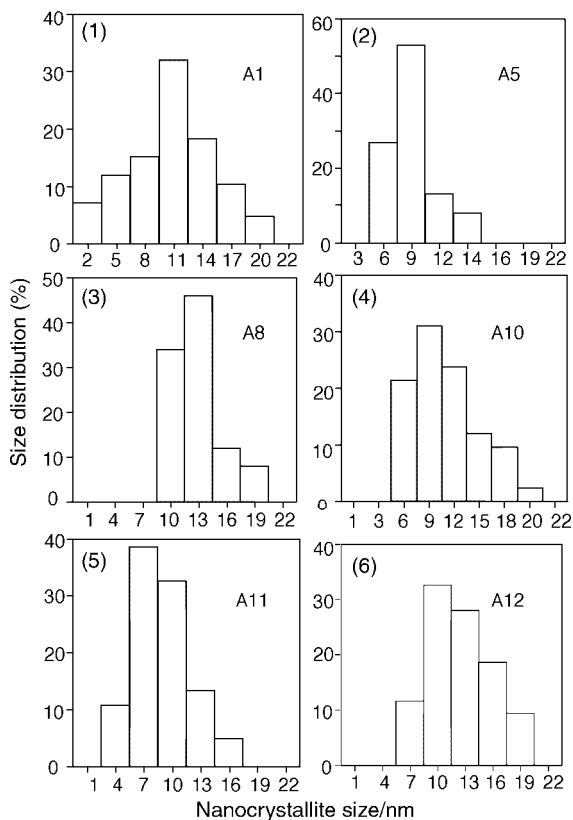 Size distribution (%)
(1)
A1
40
30
20
10
0
2 5 8 11 14 17 20 22
(2)
A5
60
40
20
0
3 6 9 12 14 16 19 22
(3)
A8
50
40
30
20
10
0
1 4 7 10 13 16 19 22
(4)
A10
40
30
20
10
0
1 3 6 9 12 15 18 20 22
(5)
A11
40
30
20
10
0
1 4 7 10 13 16 19 22
(6)
A12
40
30
20
10
0
1 4 7 10 13 16 19 22
Nanocrystallite size/nm